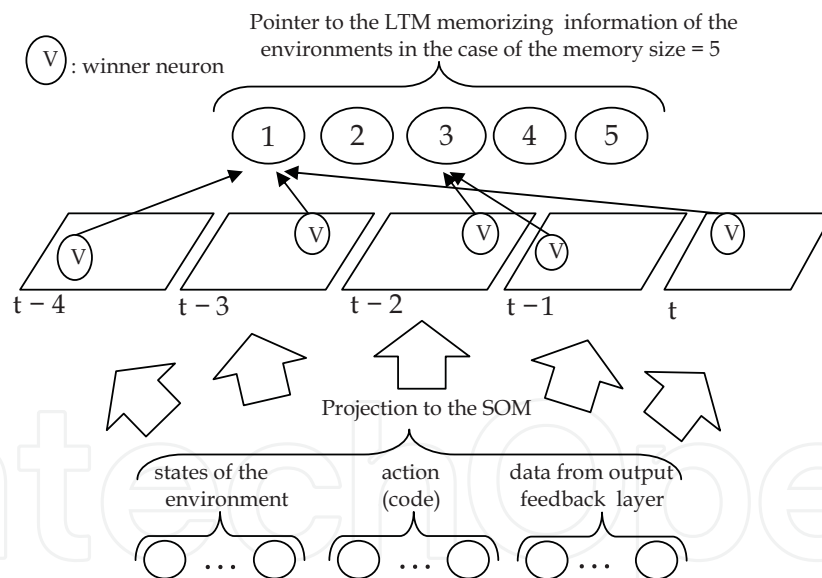 Pointer to the LTM memorizing information of the
environments in the case of the memory size = 5
V : winner neuron
1 2 3 4 5
V V V V V
t – 4 t – 3 t – 2 t – 1 t
Projection to the SOM
states of the environment
action (code)
data from output feedback layer
... ... ...
ntechOpe